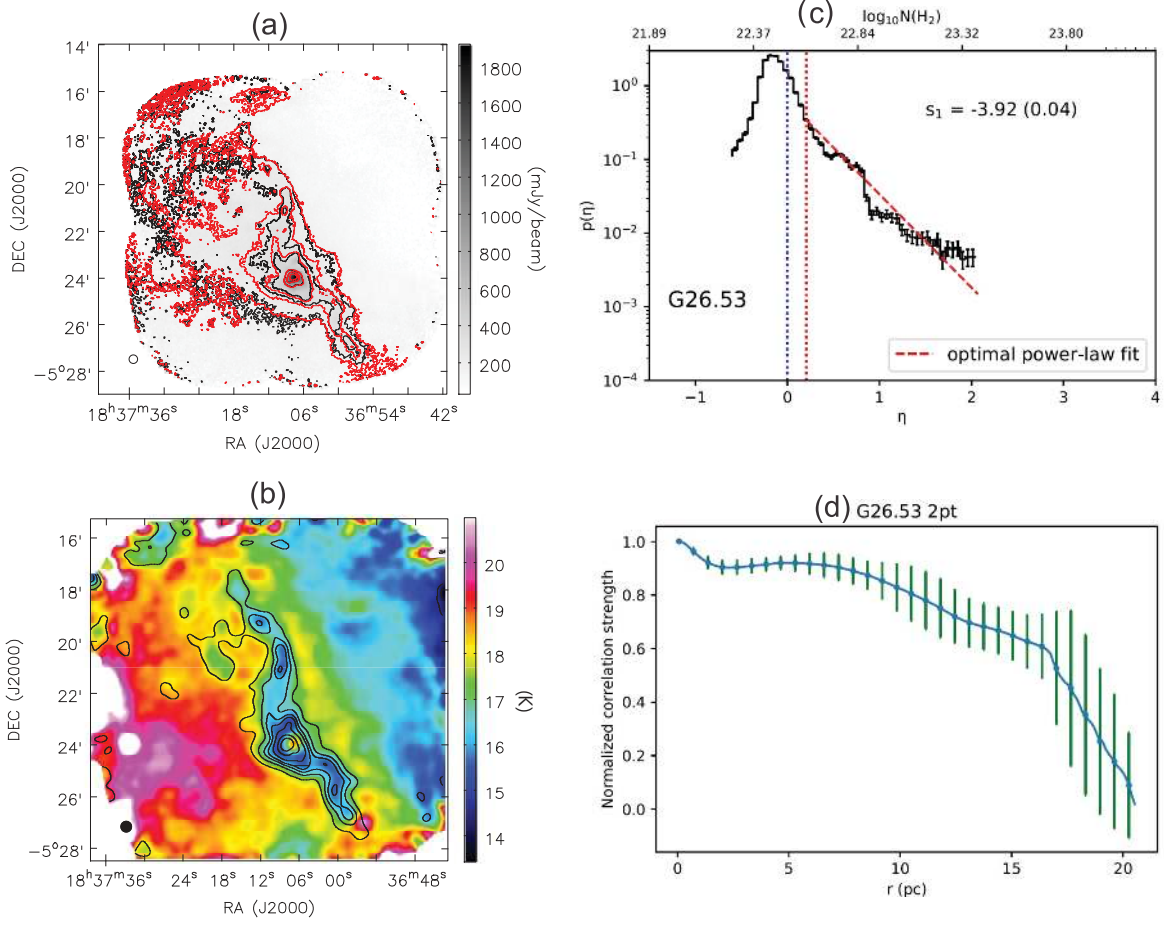 (a)
14'
16'
18'
20'
22'
24'
26'
−5°28'
DEC (J2000)
18ʰ37ᵐ36ˢ 18ˢ 06ˢ 36ᵐ54ˢ 42ˢ
RA (J2000)
1800
1600
1400
1200
1000
800
600
400
200
(mJy/beam)
(c)
log₁₀N(H₂)
21.89 22.37 22.84 23.32 23.80
10⁰
10⁻¹
10⁻²
10⁻³
10⁻⁴
p(η)
s₁ = -3.92 (0.04)
G26.53
optimal power-law fit
−1 0 1 2 3 4
η
(b)
16'
18'
20'
22'
24'
26'
−5°28'
DEC (J2000)
18ʰ37ᵐ36ˢ 24ˢ 12ˢ 06ˢ 00ˢ 36ᵐ48ˢ
RA (J2000)
20
19
18
17
16
15
14
(K)
(d) G26.53 2pt
1.0
0.8
0.6
0.4
0.2
0.0
Normalized correlation strength
0 5 10 15 20
r (pc)